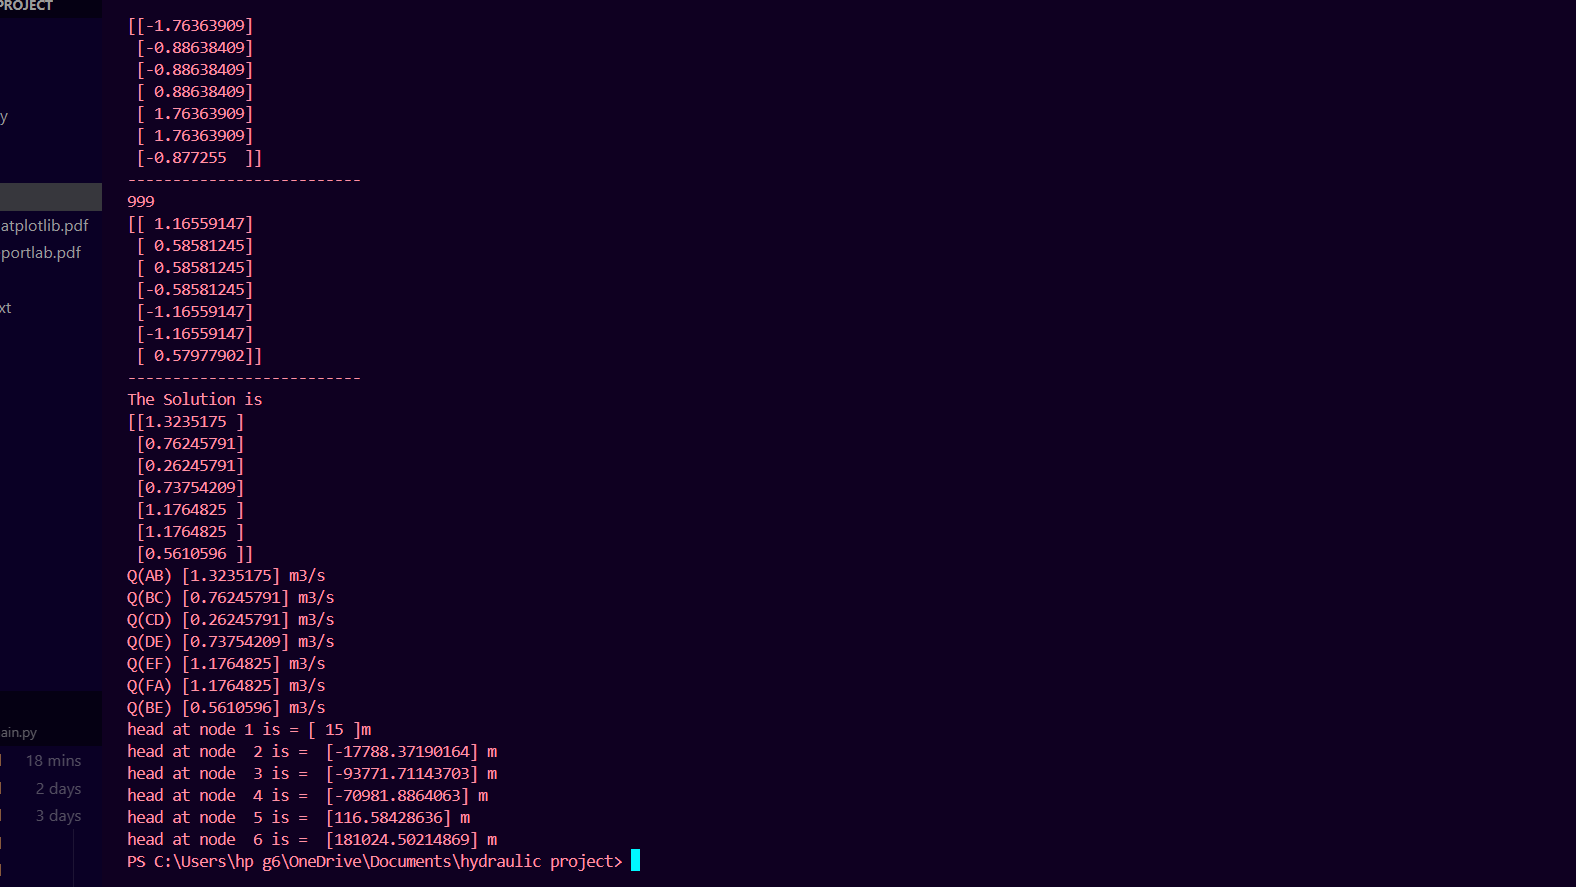 PROJECT
y
atplotlib.pdf
portlab.pdf
xt
ain.py
18 mins
2 days
3 days
[[-1.76363909]
[-0.88638409]
[-0.88638409]
[ 0.88638409]
[ 1.76363909]
[ 1.76363909]
[-0.877255  ]]
--------------------------
999
[[ 1.16559147]
[ 0.58581245]
[ 0.58581245]
[-0.58581245]
[-1.16559147]
[-1.16559147]
[ 0.57977902]]
--------------------------
The Solution is
[[1.3235175 ]
[0.76245791]
[0.26245791]
[0.73754209]
[1.1764825 ]
[1.1764825 ]
[0.5610596 ]]
Q(AB) [1.3235175] m3/s
Q(BC) [0.76245791] m3/s
Q(CD) [0.26245791] m3/s
Q(DE) [0.73754209] m3/s
Q(EF) [1.1764825] m3/s
Q(FA) [1.1764825] m3/s
Q(BE) [0.5610596] m3/s
head at node 1 is = [ 15 ]m
head at node  2 is =  [-17788.37190164] m
head at node  3 is =  [-93771.71143703] m
head at node  4 is =  [-70981.8864063] m
head at node  5 is =  [116.58428636] m
head at node  6 is =  [181024.50214869] m
PS C:\Users\hp g6\OneDrive\Documents\hydraulic project>